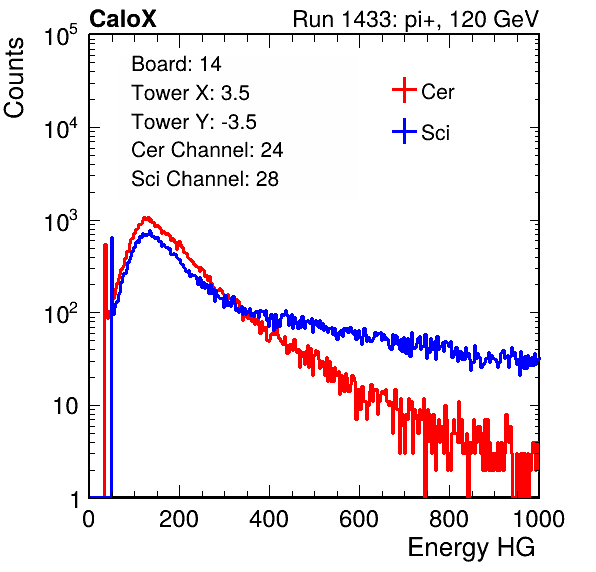 CaloX Run 1433: pi+, 120 GeV
Counts
Board: 14
Tower X: 3.5
Tower Y: -3.5
Cer Channel: 24
Sci Channel: 28
Cer
Sci
10^5
10^4
10^3
10^2
10
1
0 200 400 600 800 1000
Energy HG